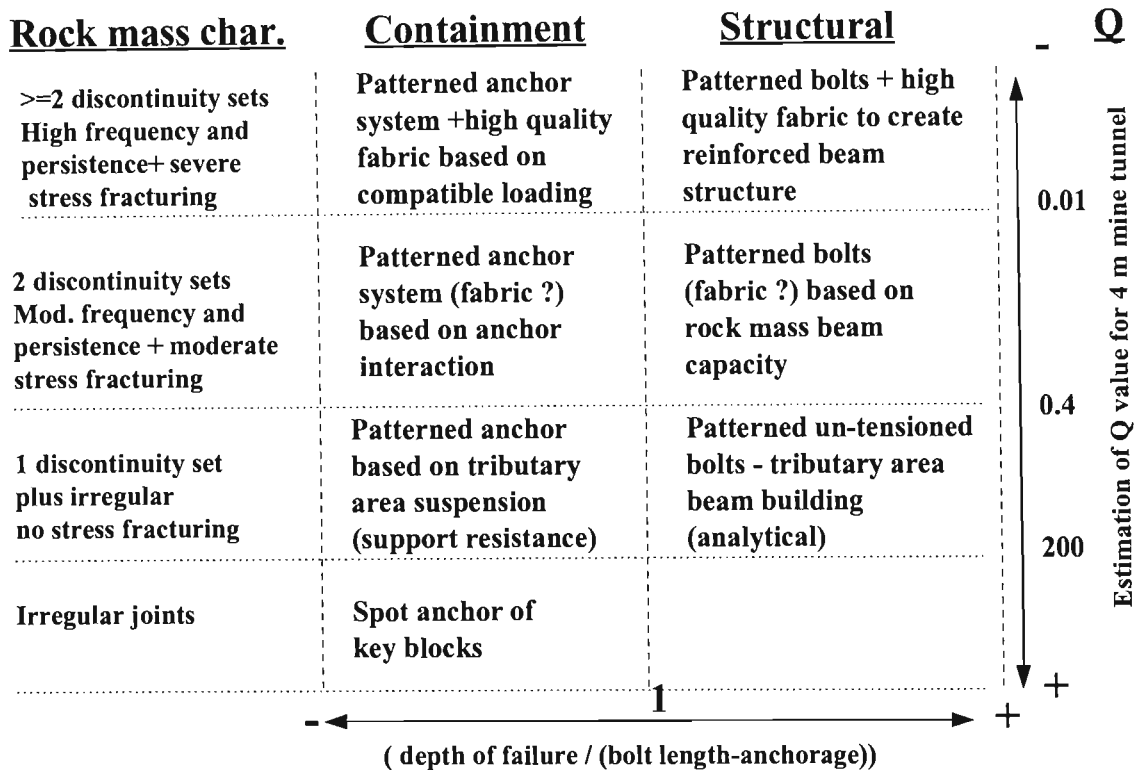 Rock mass char.
Containment
Structural
-
Q
>=2 discontinuity sets
High frequency and
persistence+ severe
stress fracturing
Patterned anchor
system +high quality
fabric based on
compatible loading
Patterned bolts + high
quality fabric to create
reinforced beam
structure
0.01
2 discontinuity sets
Mod. frequency and
persistence + moderate
stress fracturing
Patterned anchor
system (fabric ?)
based on anchor
interaction
Patterned bolts
(fabric ?) based on
rock mass beam
capacity
0.4
1 discontinuity set
plus irregular
no stress fracturing
Patterned anchor
based on tributary
area suspension
(support resistance)
Patterned un-tensioned
bolts - tributary area
beam building
(analytical)
200
Irregular joints
Spot anchor of
key blocks
+
Estimation of Q value for 4 m mine tunnel
-
1
+
( depth of failure / (bolt length-anchorage))